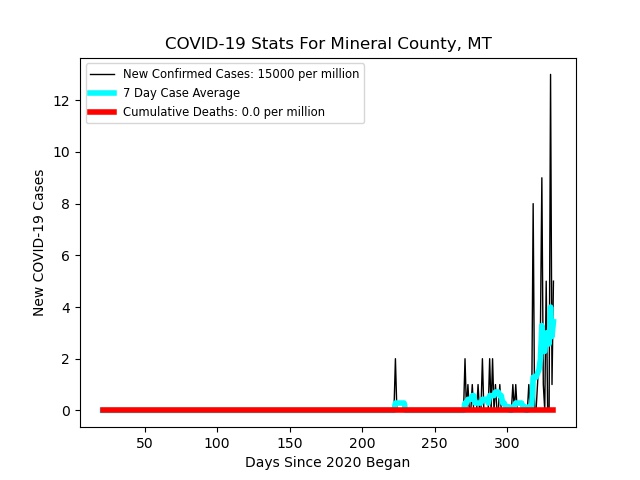 COVID-19 Stats For Mineral County, MT
New Confirmed Cases: 15000 per million
7 Day Case Average
Cumulative Deaths: 0.0 per million
New COVID-19 Cases
12
10
8
6
4
2
0
50 100 150 200 250 300
Days Since 2020 Began